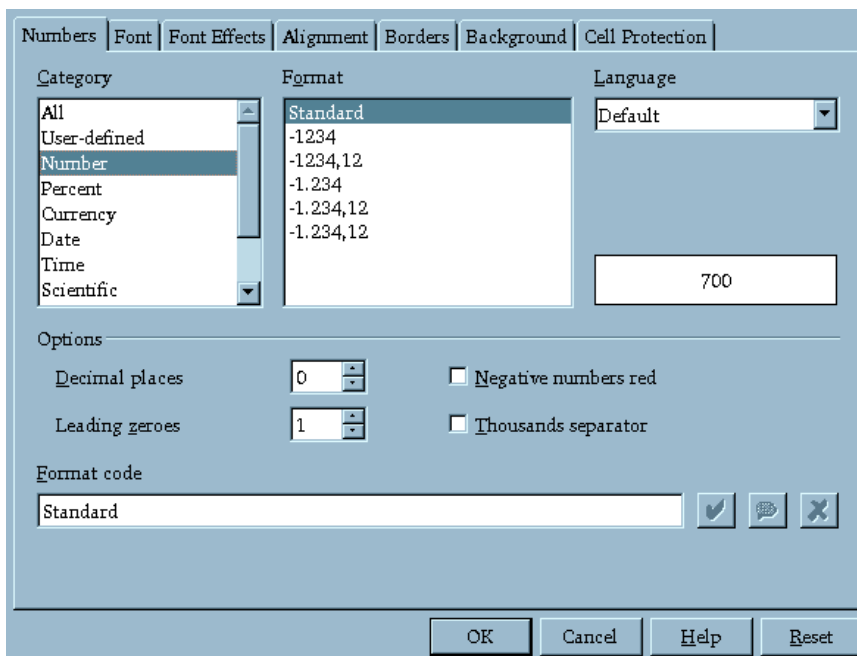 Numbers Font Font Effects Alignment Borders Background Cell Protection
Category
All
User-defined
Number
Percent
Currency
Date
Time
Scientific
Format
Standard
-1234
-1234,12
-1.234
-1.234,12
-1.234,12
Language
Default
700
Options
Decimal places 0
Negative numbers red
Leading zeroes 1
Thousands separator
Format code
Standard
OK Cancel Help Reset